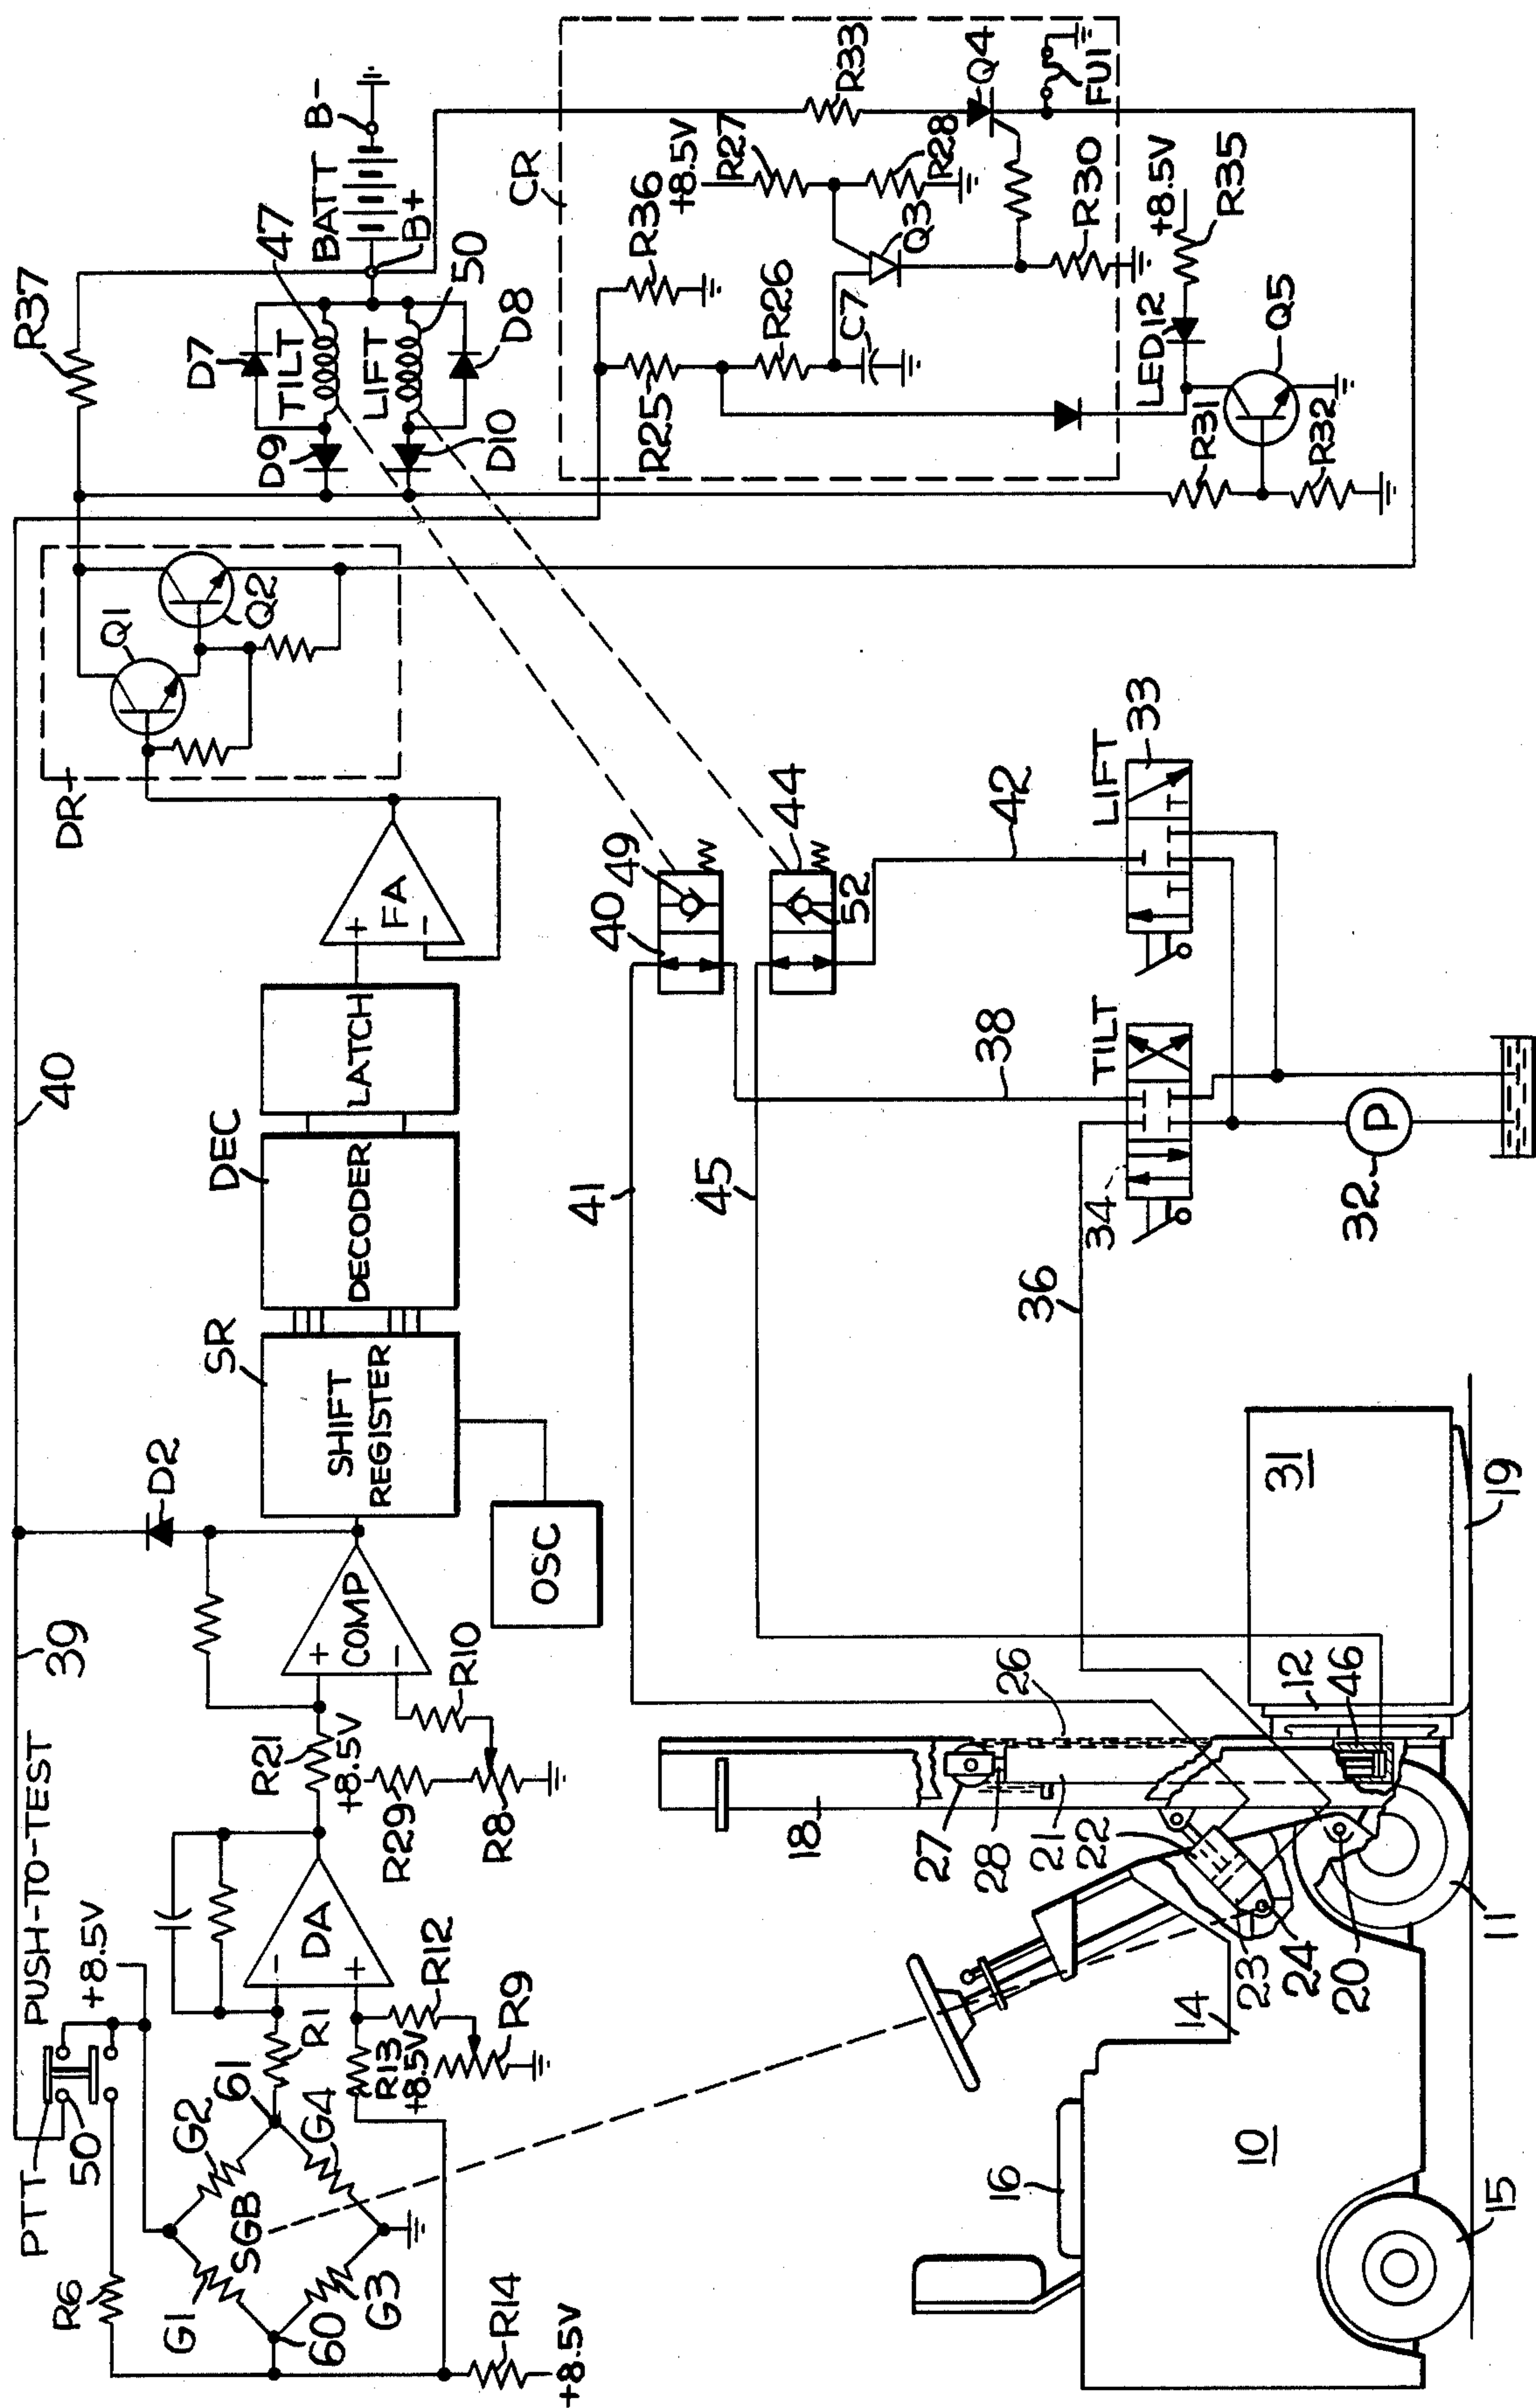 PTT
PUSH-TO-TEST
50
+8.5V
R6
G1
G2
SGB
61
60
G3
G4
R1
R13
+8.5V
R12
R9
R14
+8.5V
-
+
DA
R21
+8.5V
R29
R8
R10
+
-
COMP
39
40
D2
OSC
SR
SHIFT
REGISTER
DEC
DECODER
LATCH
+
-
FA
DR
Q1
Q2
R37
D7
TILT
47
D9
LIFT
50
D8
D10
BATT
B-
B+
CR
R36
+8.5V
R27
R28
R33
Q4
FU1
R25
R26
C7
Q3
R30
+8.5V
R35
LED12
Q5
R31
R32
40
49
44
52
41
45
38
42
36
TILT
34
LIFT
33
P
32
31
19
12
46
26
18
27
28
21
22
23
24
20
11
14
16
10
15